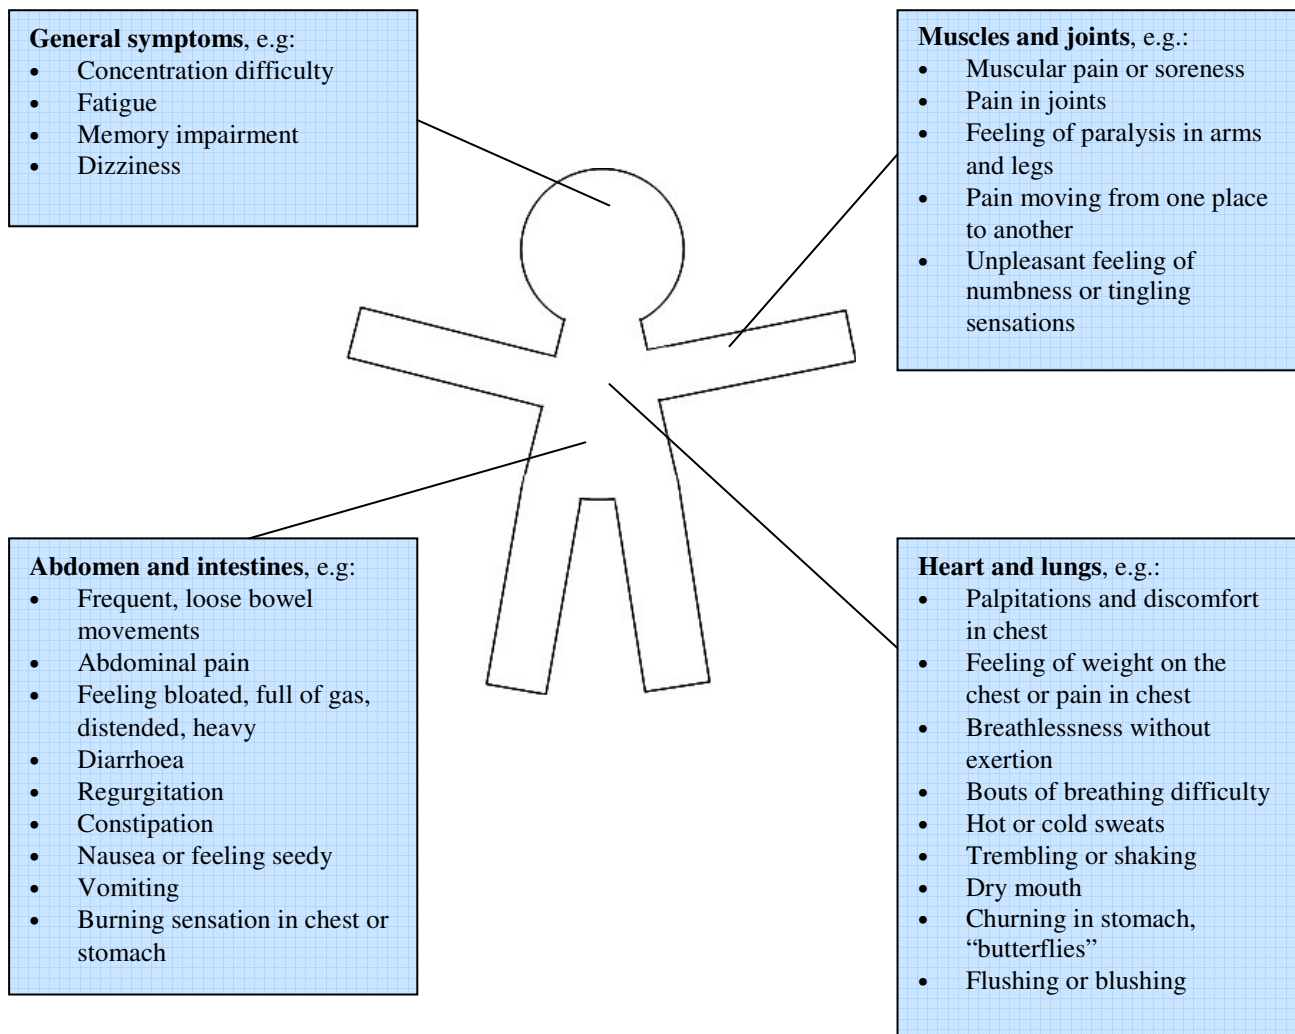 General symptoms, e.g:
• Concentration difficulty
• Fatigue
• Memory impairment
• Dizziness
Muscles and joints, e.g.:
• Muscular pain or soreness
• Pain in joints
• Feeling of paralysis in arms
and legs
• Pain moving from one place
to another
• Unpleasant feeling of
numbness or tingling
sensations
Abdomen and intestines, e.g:
• Frequent, loose bowel
movements
• Abdominal pain
• Feeling bloated, full of gas,
distended, heavy
• Diarrhoea
• Regurgitation
• Constipation
• Nausea or feeling seedy
• Vomiting
• Burning sensation in chest or
stomach
Heart and lungs, e.g.:
• Palpitations and discomfort
in chest
• Feeling of weight on the
chest or pain in chest
• Breathlessness without
exertion
• Bouts of breathing difficulty
• Hot or cold sweats
• Trembling or shaking
• Dry mouth
• Churning in stomach,
“butterflies”
• Flushing or blushing